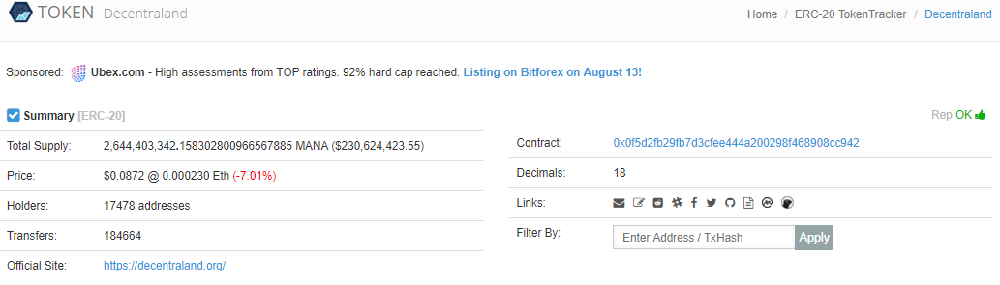 TOKEN Decentraland
Home / ERC-20 TokenTracker / Decentraland
Sponsored: Ubex.com - High assessments from TOP ratings. 92% hard cap reached. Listing on Bitforex on August 13!
Summary [ERC-20]
Rep OK
Total Supply: 2,644,403,342.158302800966567885 MANA ($230,624,423.55)
Price: $0.0872 @ 0.000230 Eth (-7.01%)
Holders: 17478 addresses
Transfers: 184664
Official Site: https://decentraland.org/
Contract: 0x0f5d2fb29fb7d3cfee444a200298f468908cc942
Decimals: 18
Links:
Filter By: Enter Address / TxHash Apply